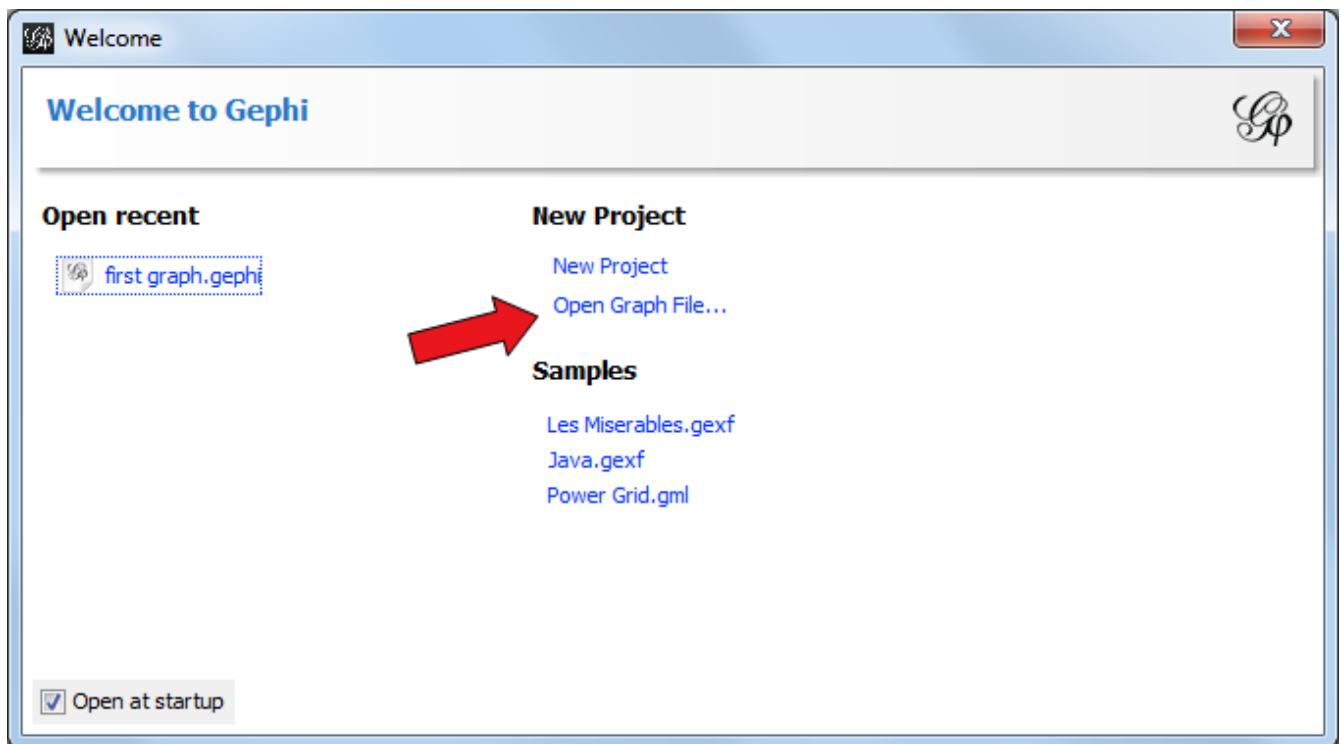 Welcome
Welcome to Gephi
Open recent
first graph.gephi
New Project
New Project
Open Graph File...
Samples
Les Miserables.gexf
Java.gexf
Power Grid.gml
Open at startup